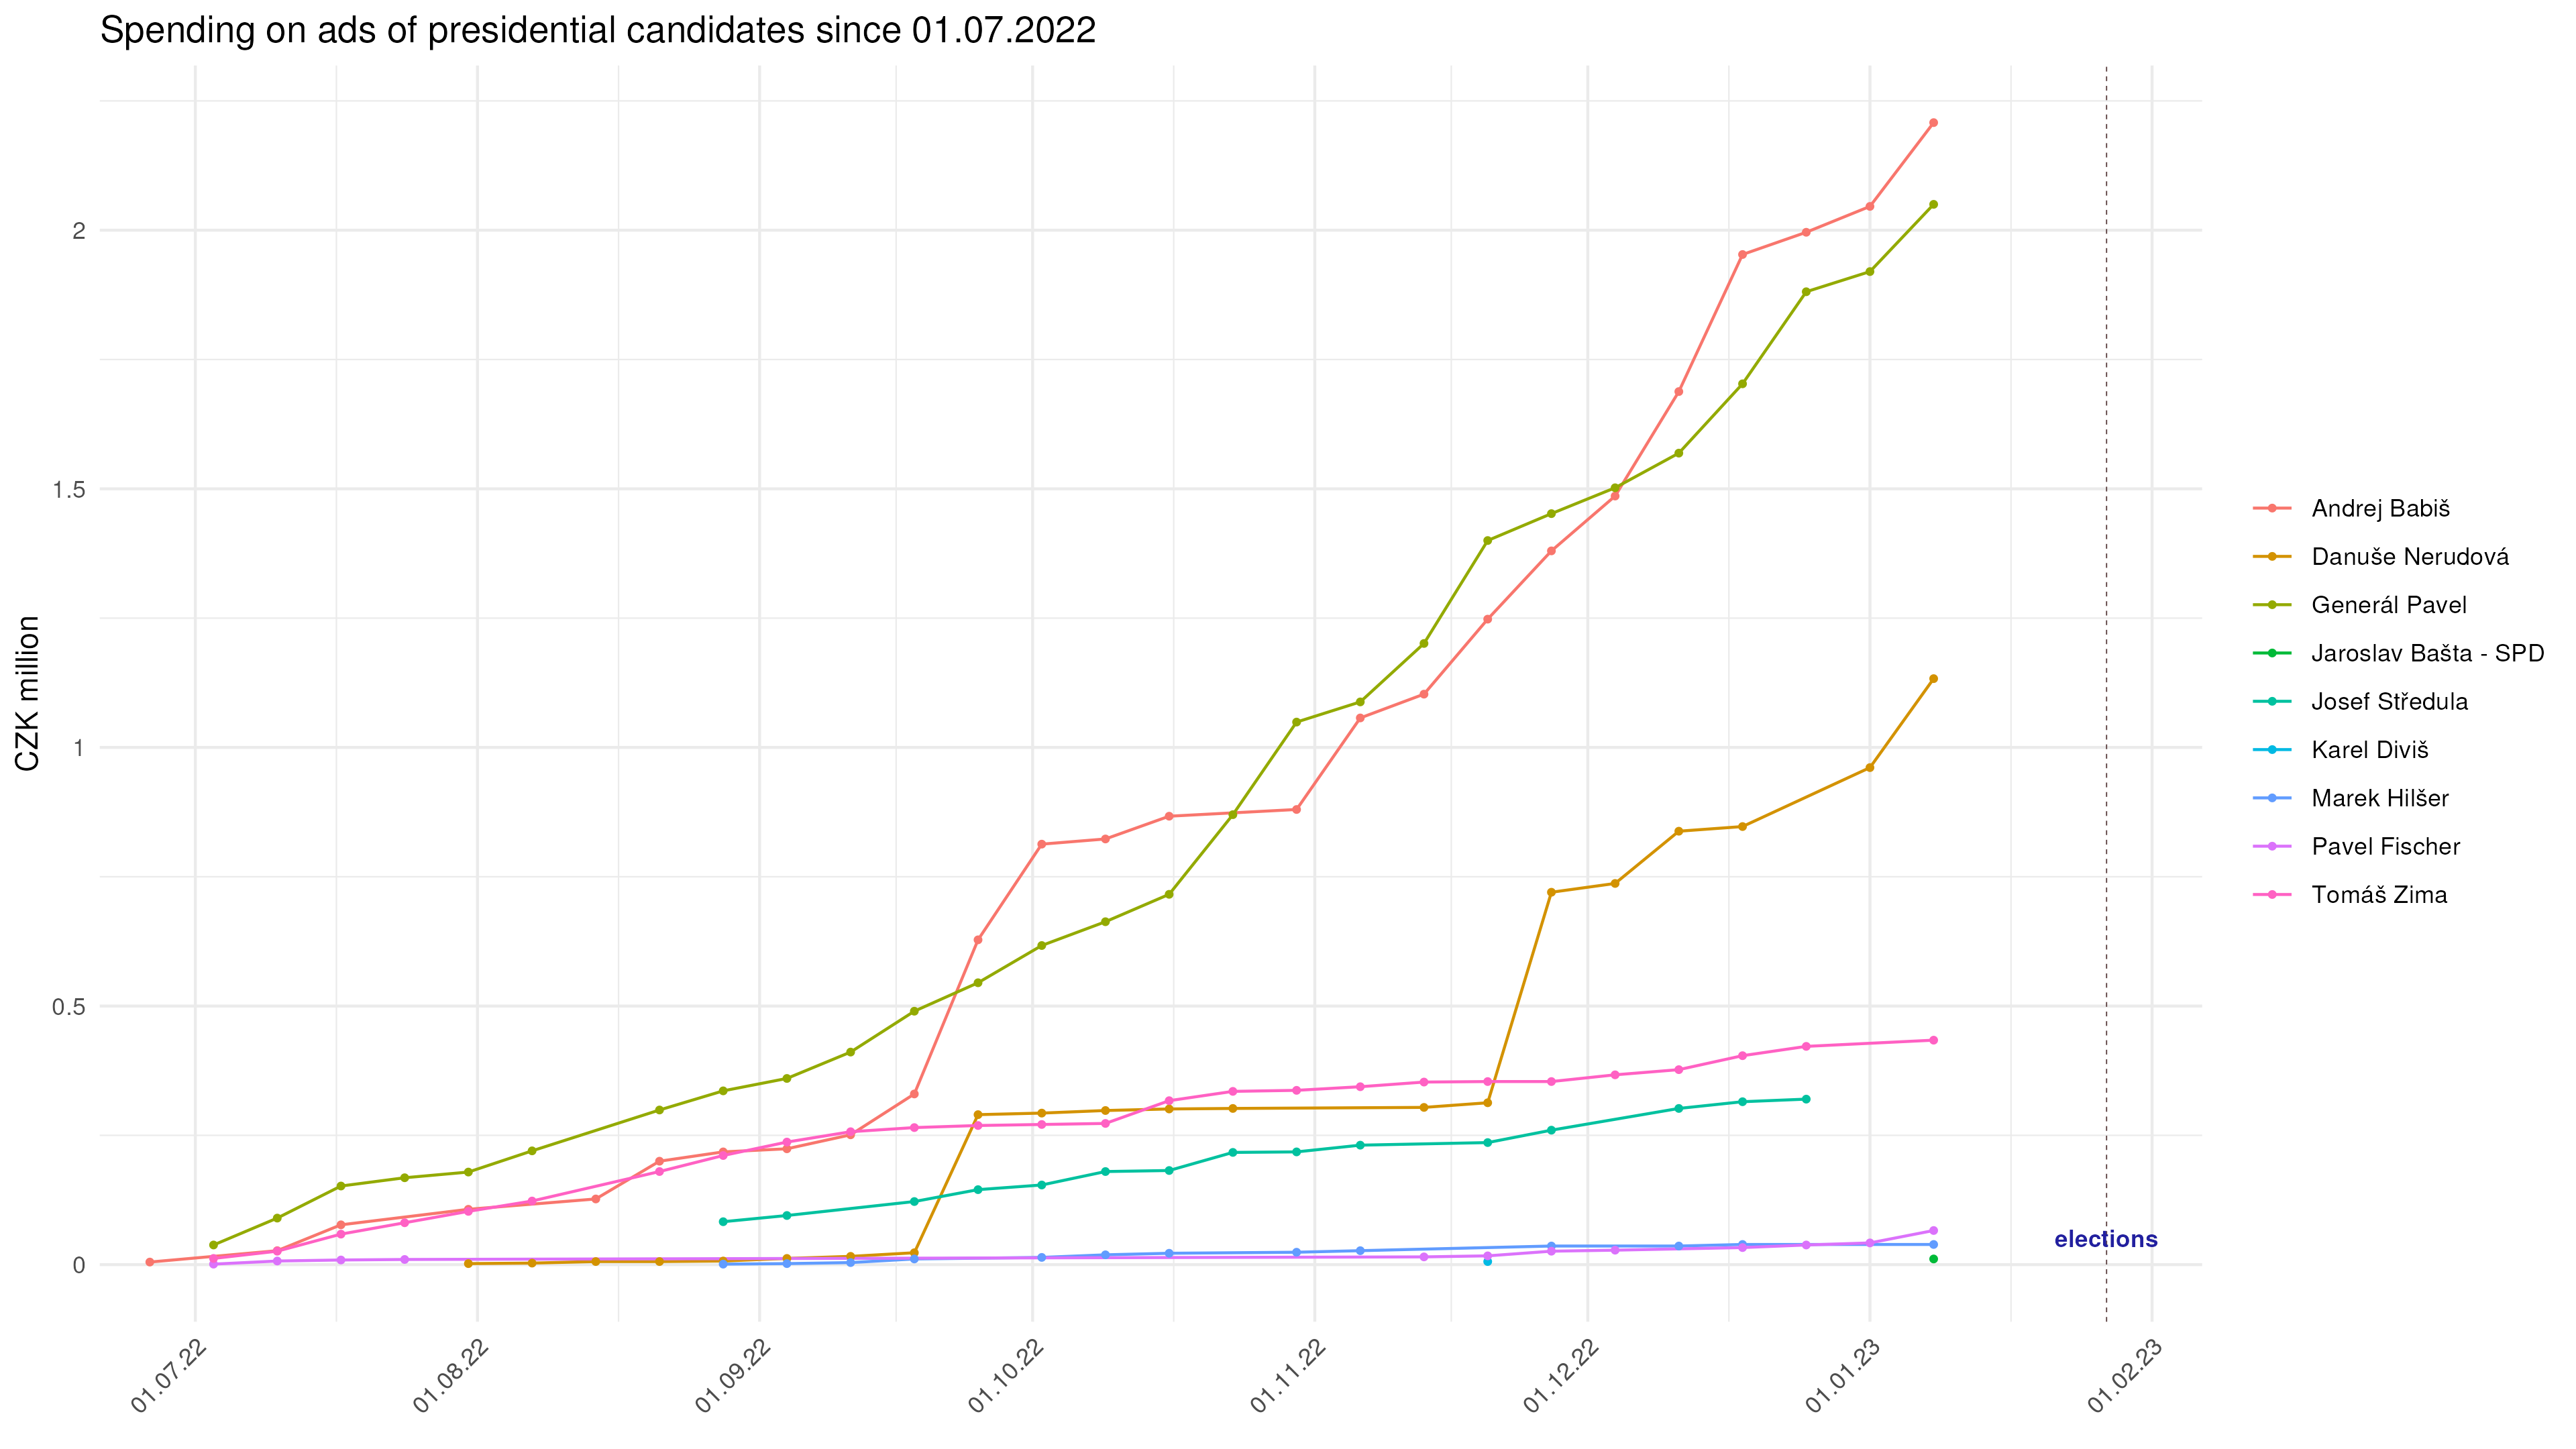 Spending on ads of presidential candidates since 01.07.2022
CZK million
2
1.5
1
0.5
0
01.07.22
01.08.22
01.09.22
01.10.22
01.11.22
01.12.22
01.01.23
01.02.23
elections
Andrej Babiš
Danuše Nerudová
Generál Pavel
Jaroslav Bašta - SPD
Josef Středula
Karel Diviš
Marek Hilšer
Pavel Fischer
Tomáš Zima